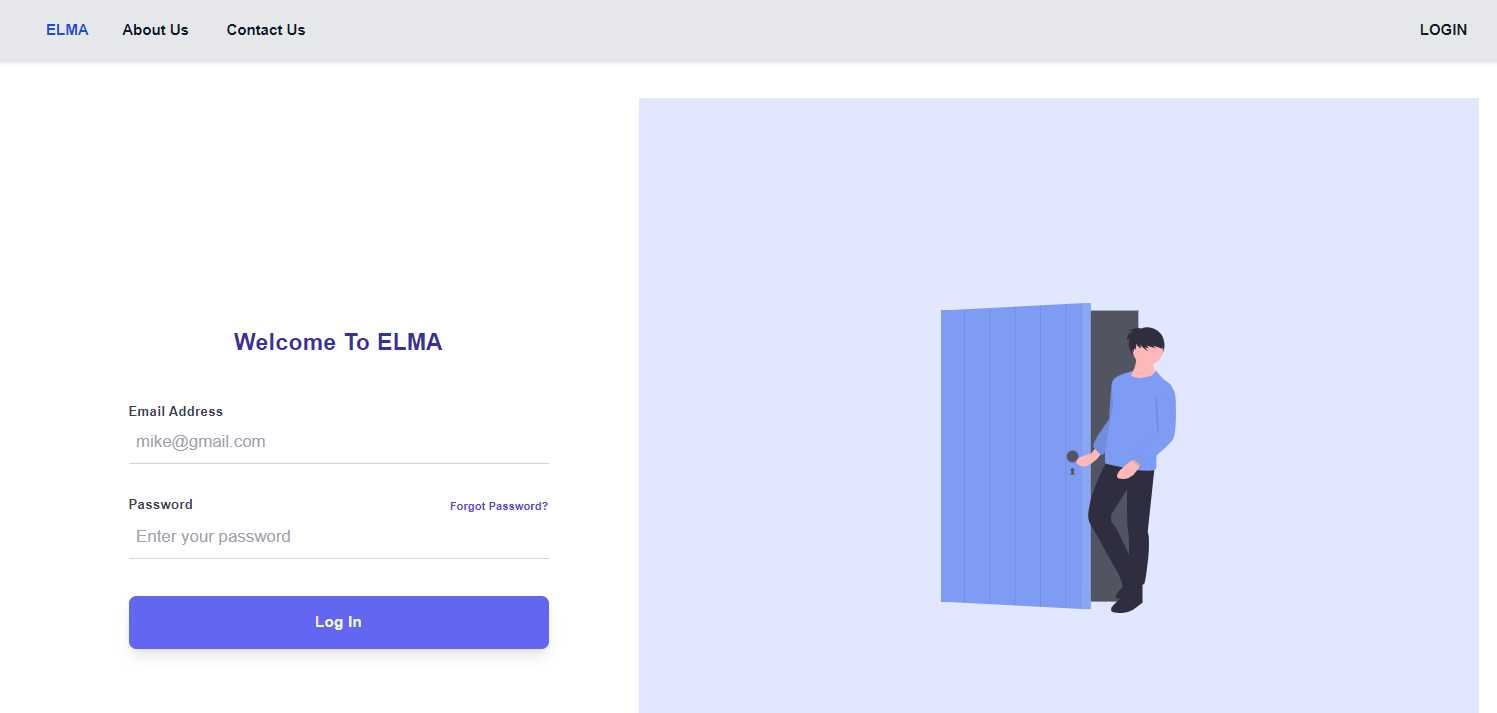 ELMA About Us Contact Us LOGIN
Welcome To ELMA
Email Address
mike@gmail.com
Password Forgot Password?
Enter your password
Log In